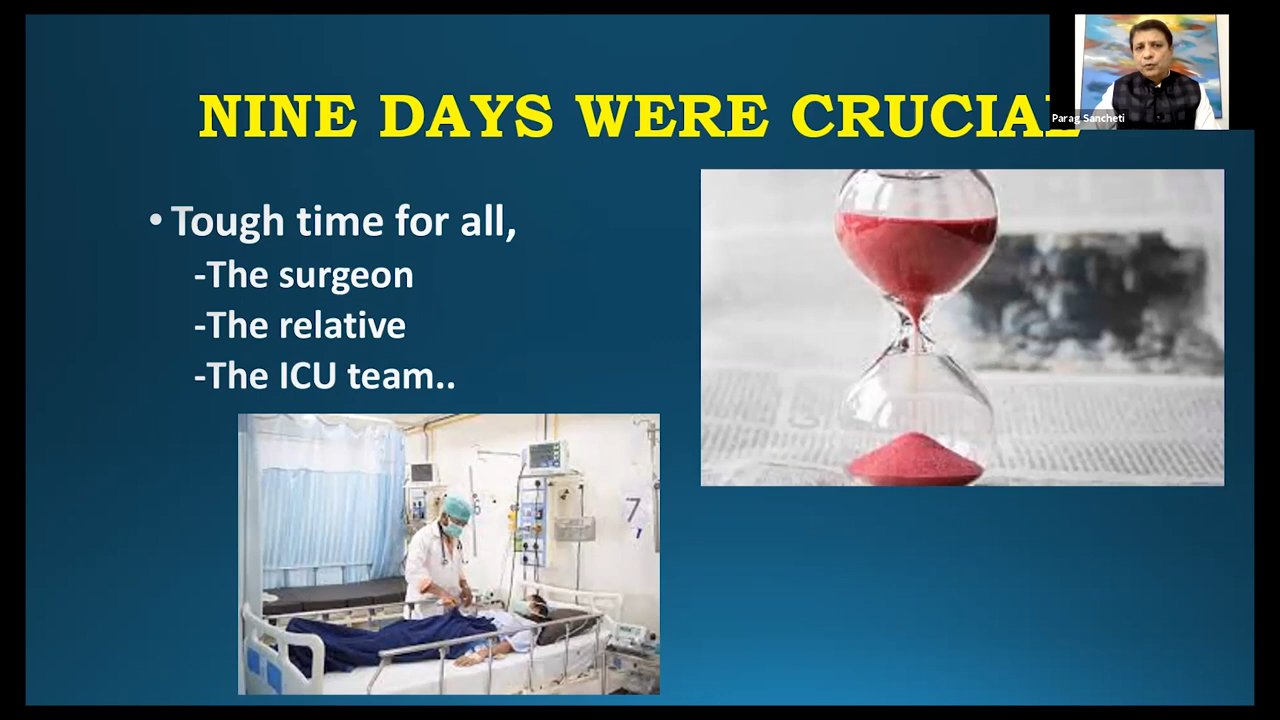 NINE DAYS WERE CRUCIAL
Parag Sancheti
• Tough time for all,
-The surgeon
-The relative
-The ICU team..
7